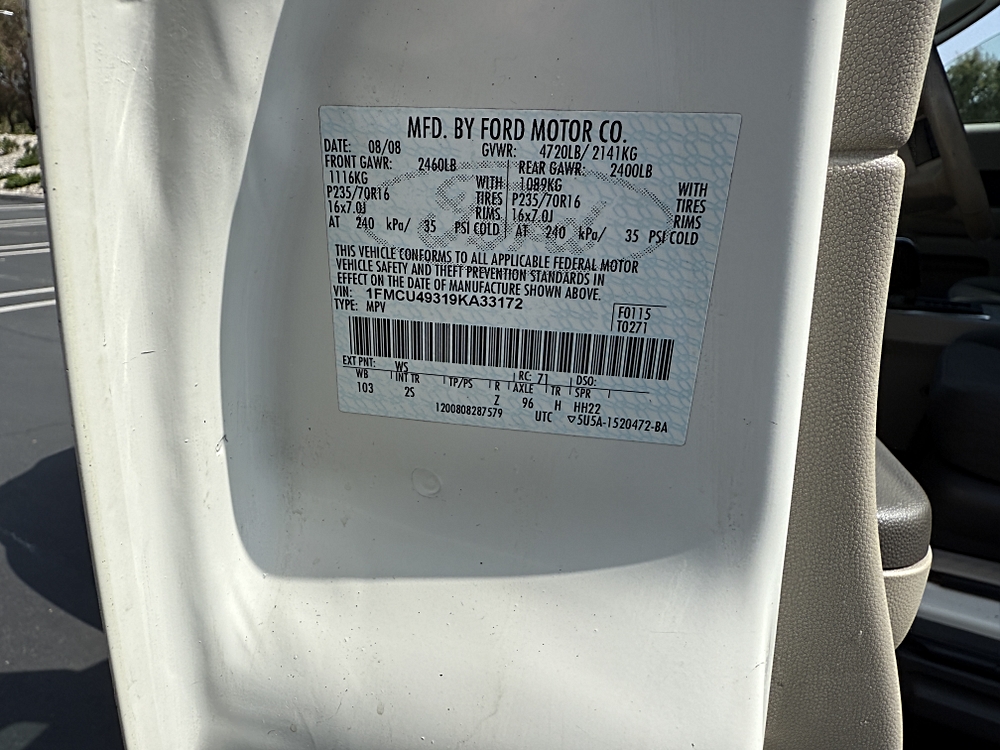 MFD. BY FORD MOTOR CO.
DATE: 08/08 GVWR: 4720LB/ 2141KG
FRONT GAWR: 2460LB REAR GAWR: 2400LB
1116KG WITH 1089KG WITH
P235/70R16 TIRES P235/70R16 TIRES
16x7.0J RIMS 16x7.0J RIMS
AT 240 kPa/ 35 PSI COLD AT 240 kPa/ 35 PSI COLD
Ford
THIS VEHICLE CONFORMS TO ALL APPLICABLE FEDERAL MOTOR
VEHICLE SAFETY AND THEFT PREVENTION STANDARDS IN
EFFECT ON THE DATE OF MANUFACTURE SHOWN ABOVE.
VIN: 1FMCU49319KA33172
TYPE: MPV
F0115
T0271
EXT PNT: WS RC: 71 DSO:
WB INT TR TP/PS R AXLE TR SPR
103 2S Z 96 H HH22
1200808287579 UTC ▽5U5A-1520472-BA